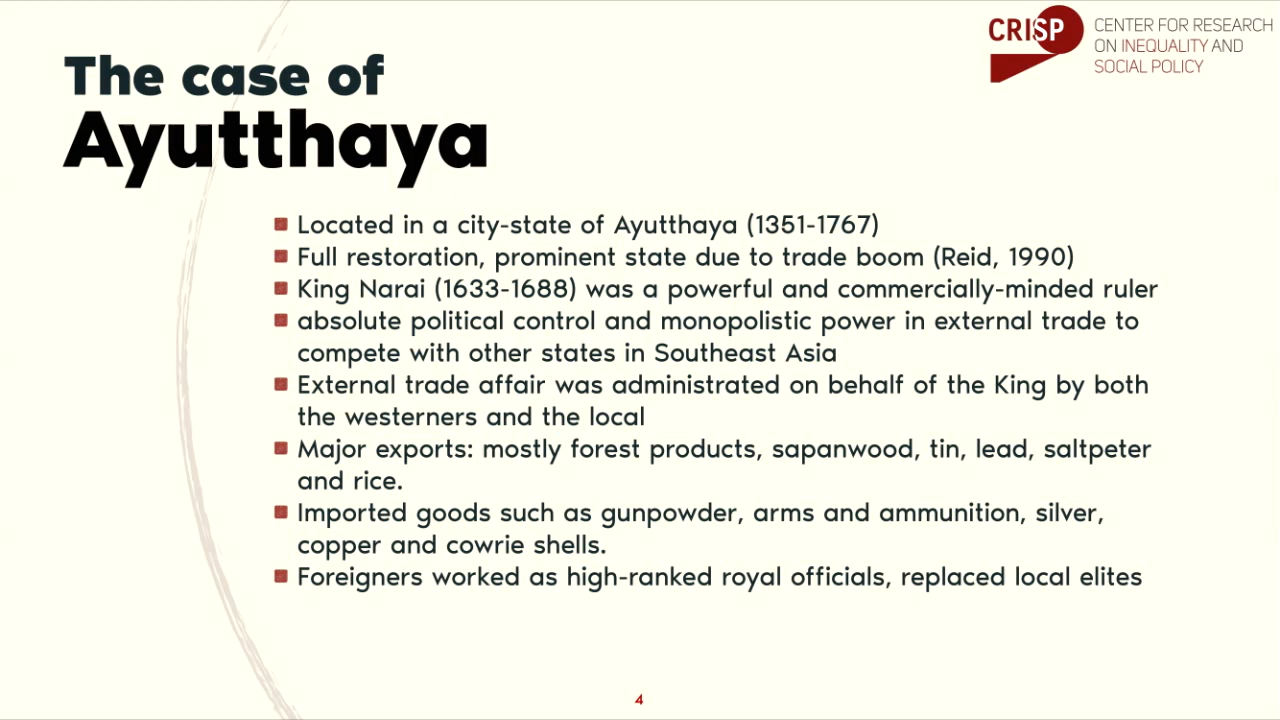 CRISP
CENTER FOR RESEARCH
ON INEQUALITY AND
SOCIAL POLICY
The case of
Ayutthaya
Located in a city-state of Ayutthaya (1351-1767)
Full restoration, prominent state due to trade boom (Reid, 1990)
King Narai (1633-1688) was a powerful and commercially-minded ruler
absolute political control and monopolistic power in external trade to
compete with other states in Southeast Asia
External trade affair was administrated on behalf of the King by both
the westerners and the local
Major exports: mostly forest products, sapanwood, tin, lead, saltpeter
and rice.
Imported goods such as gunpowder, arms and ammunition, silver,
copper and cowrie shells.
Foreigners worked as high-ranked royal officials, replaced local elites
4